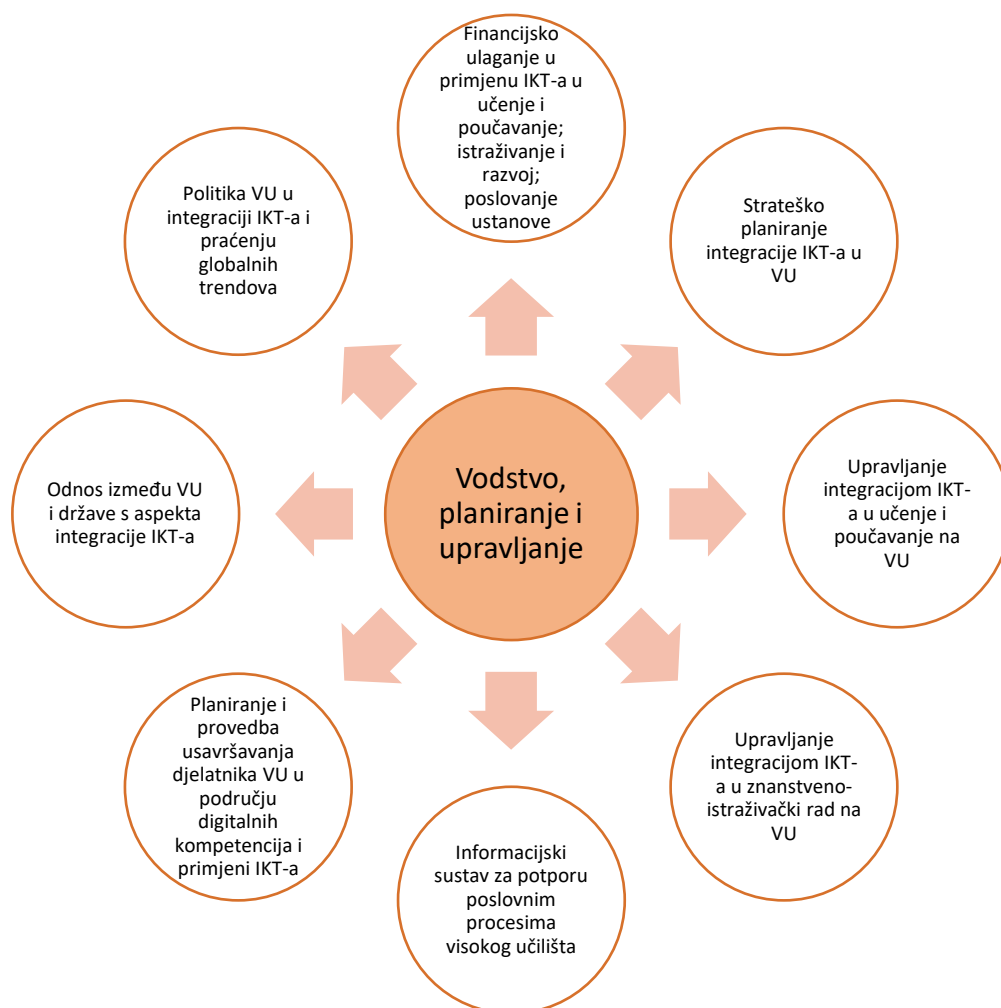 Financijsko
ulaganje u
primjenu IKT-a u
učenje i
poučavanje;
istraživanje i
razvoj;
poslovanje
ustanove
Politika VU u
integraciji IKT-a i
praćenju
globalnih
trendova
Strateško
planiranje
integracije IKT-a u
VU
Odnos između VU
i države s aspekta
integracije IKT-a
Vodstvo,
planiranje i
upravljanje
Upravljanje
integracijom IKT-
a u učenje i
poučavanje na
VU
Planiranje i
provedba
usavršavanja
djelatnika VU u
području
digitalnih
kompetencija i
primjeni IKT-a
Upravljanje
integracijom IKT-
a u znanstveno-
istraživački rad na
VU
Informacijski
sustav za potporu
poslovnim
procesima
visokog učilišta